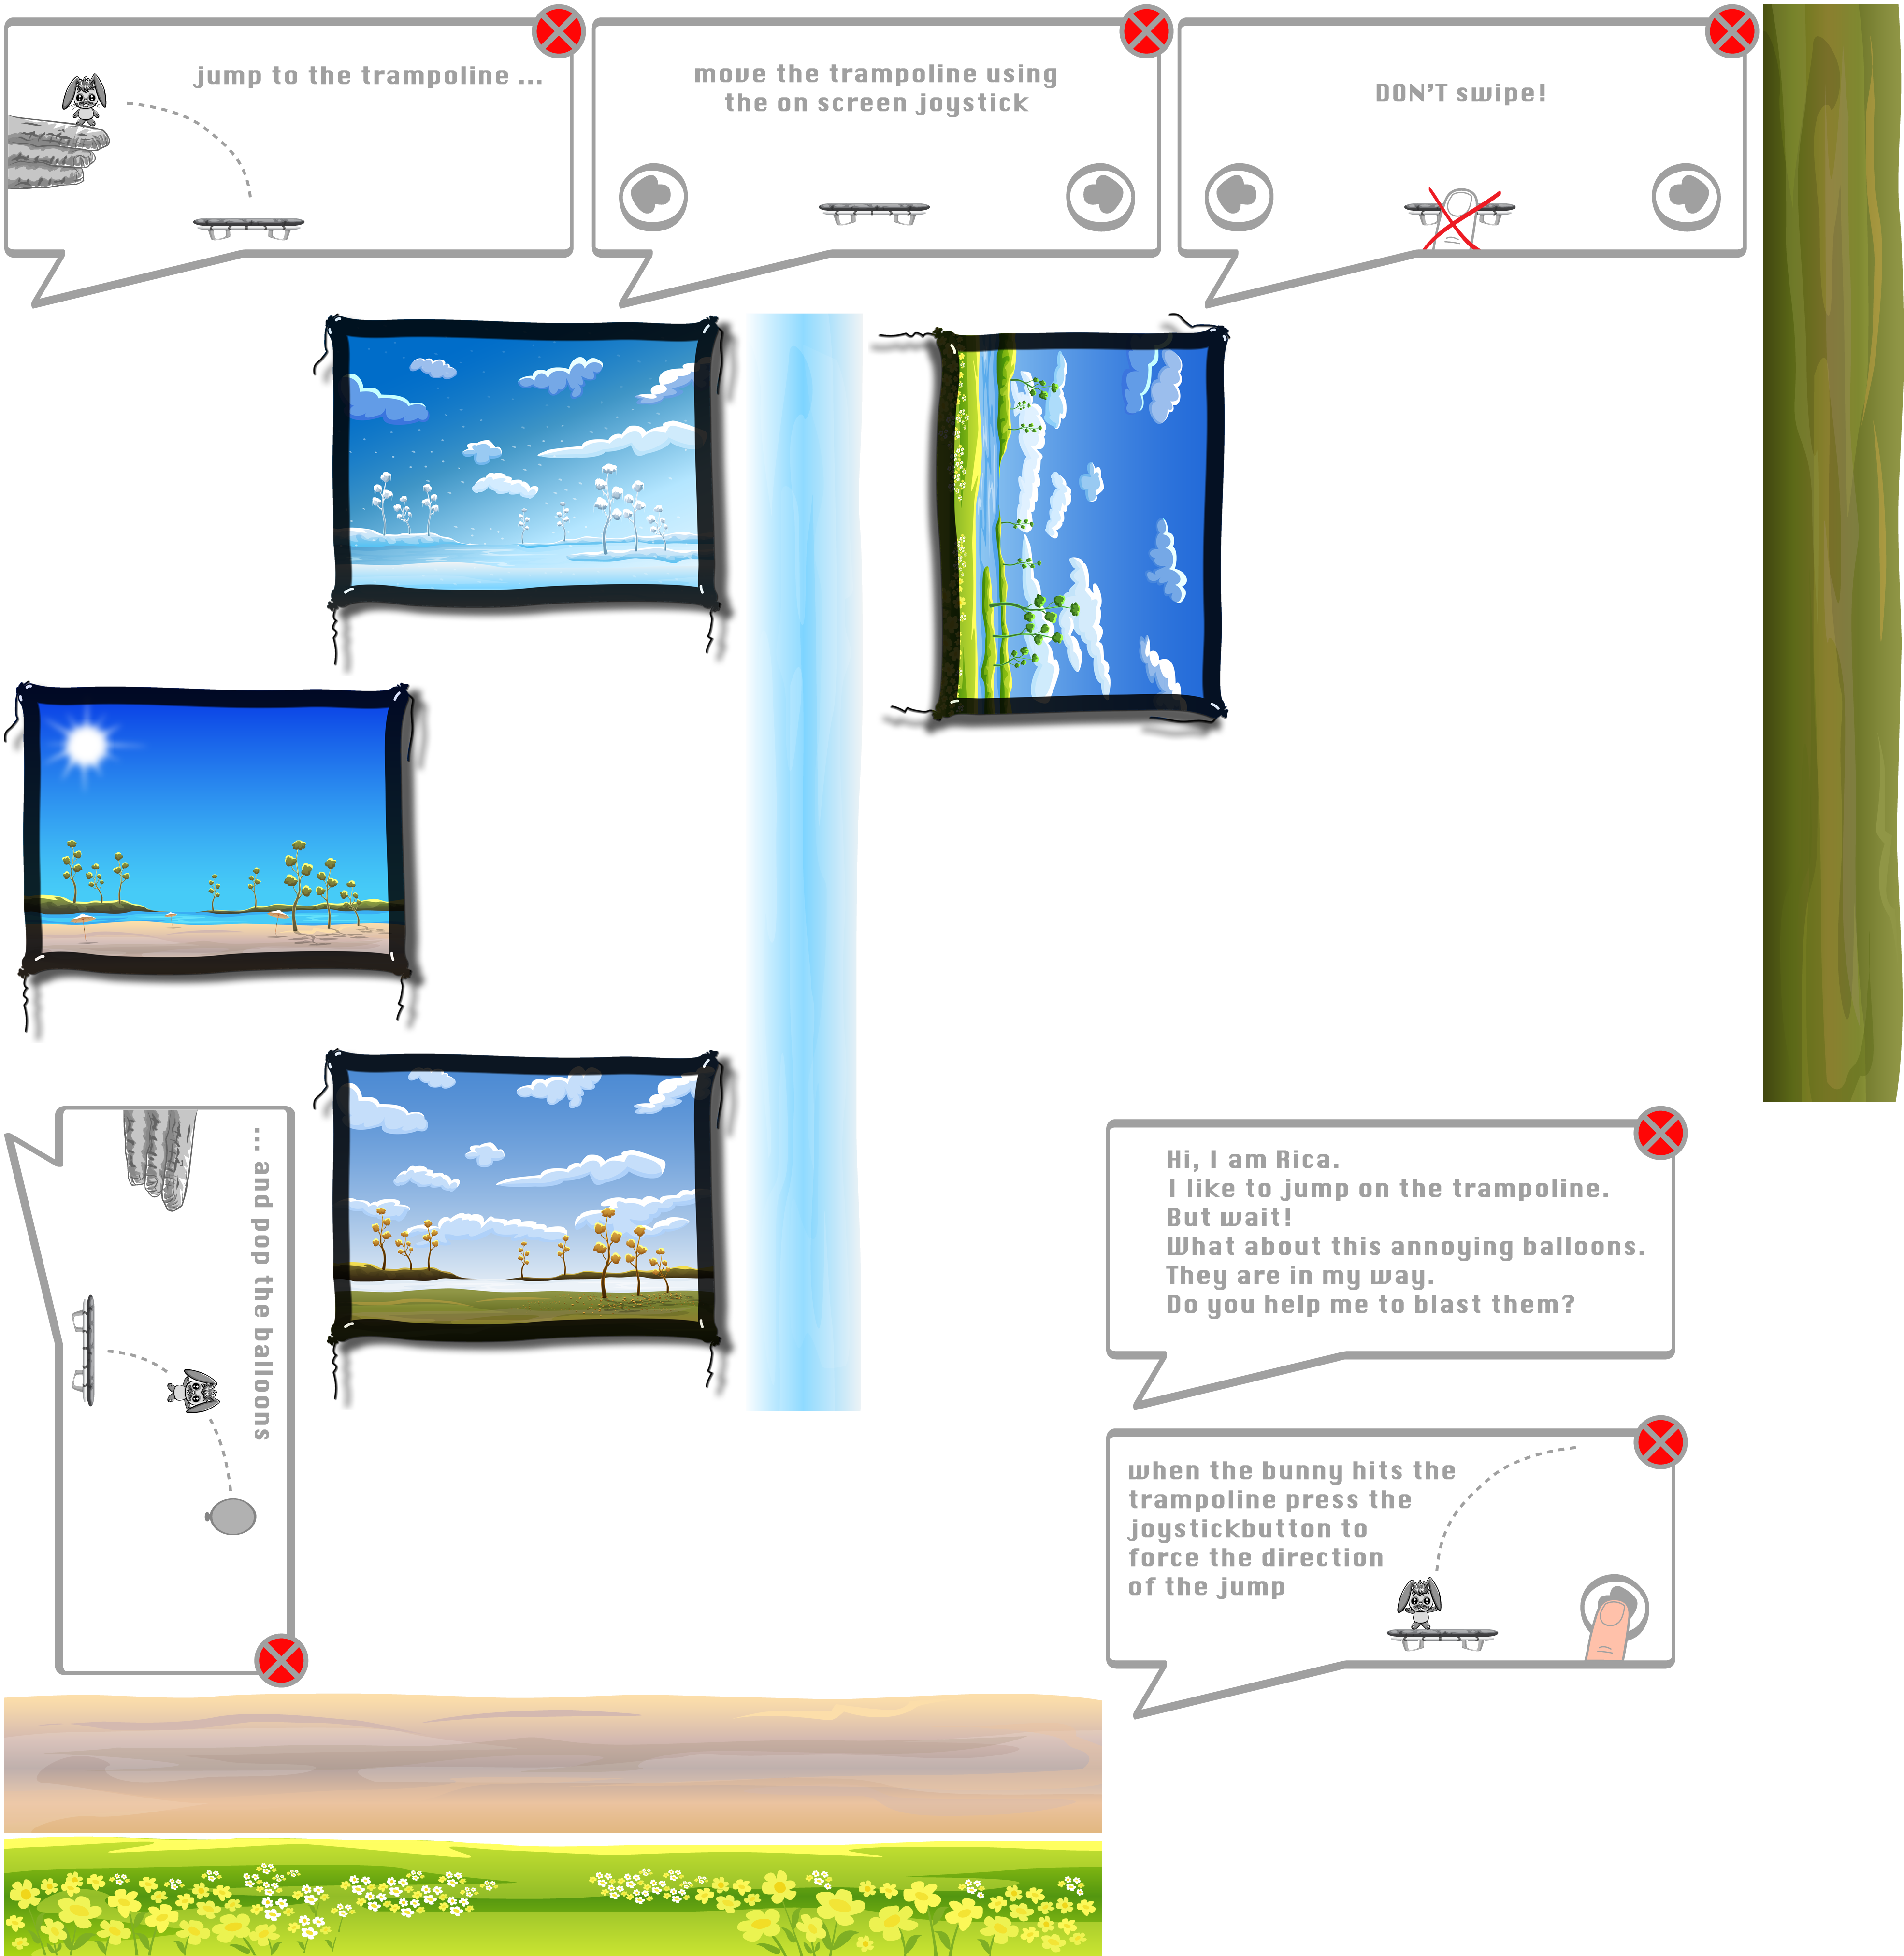 jump to the trampoline ...
move the trampoline using
the on screen joystick
DON'T swipe!
... and pop the balloons
Hi, I am Rica.
I like to jump on the trampoline.
But wait!
What about this annoying balloons.
They are in my way.
Do you help me to blast them?
when the bunny hits the
trampoline press the
joystickbutton to
force the direction
of the jump